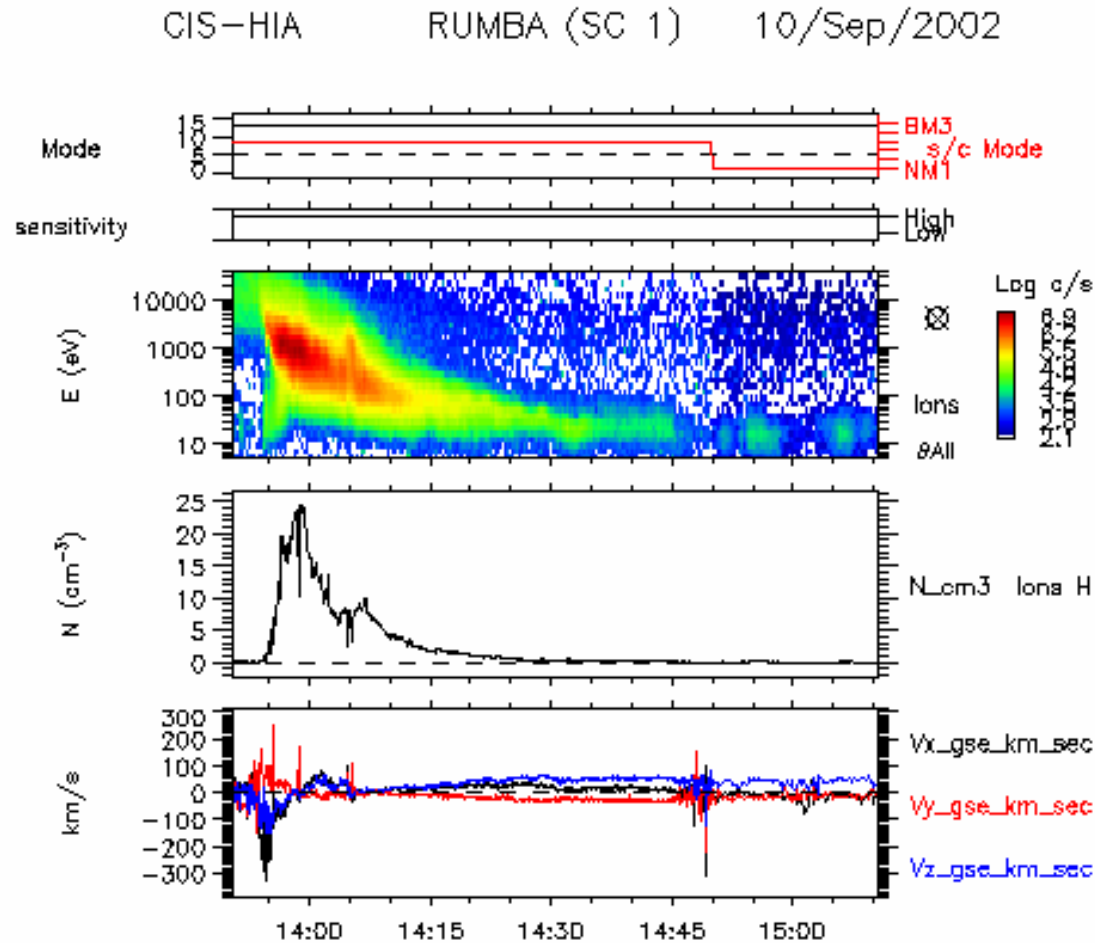 CIS-HIA RUMBA (SC 1) 10/Sep/2002
Mode
15
10
5
0
BM3
s/c Mode
NM1
sensitivity
High
Low
E (eV)
10000
1000
100
10
Ions
θAll
Log c/s
2.1
N (cm⁻³)
25
20
15
10
5
0
N_cm3 Ions H
km/s
300
200
100
0
-100
-200
-300
Vx_gse_km_sec
Vy_gse_km_sec
Vz_gse_km_sec
14:00 14:15 14:30 14:45 15:00